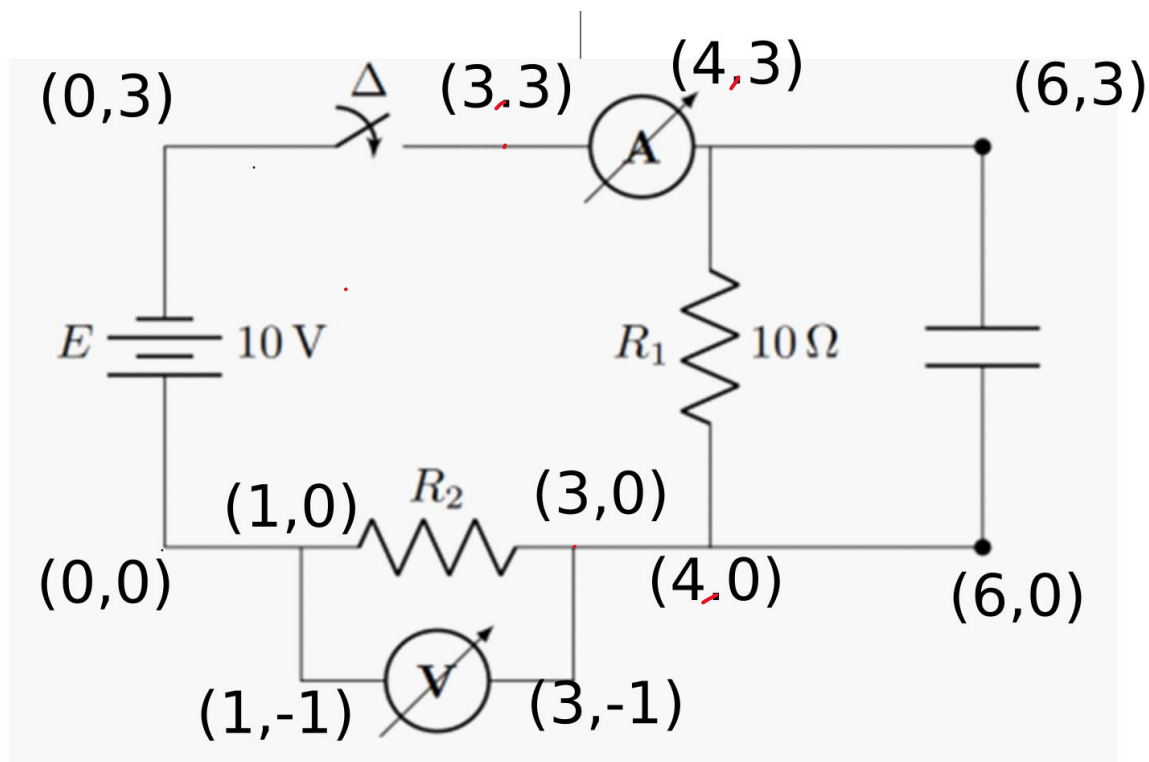 (0,3)
Δ
(3,3)
(4,3)
(6,3)
A
E
10 V
R1
10 Ω
(1,0)
R2
(3,0)
(0,0)
(4,0)
(6,0)
V
(1,-1)
(3,-1)